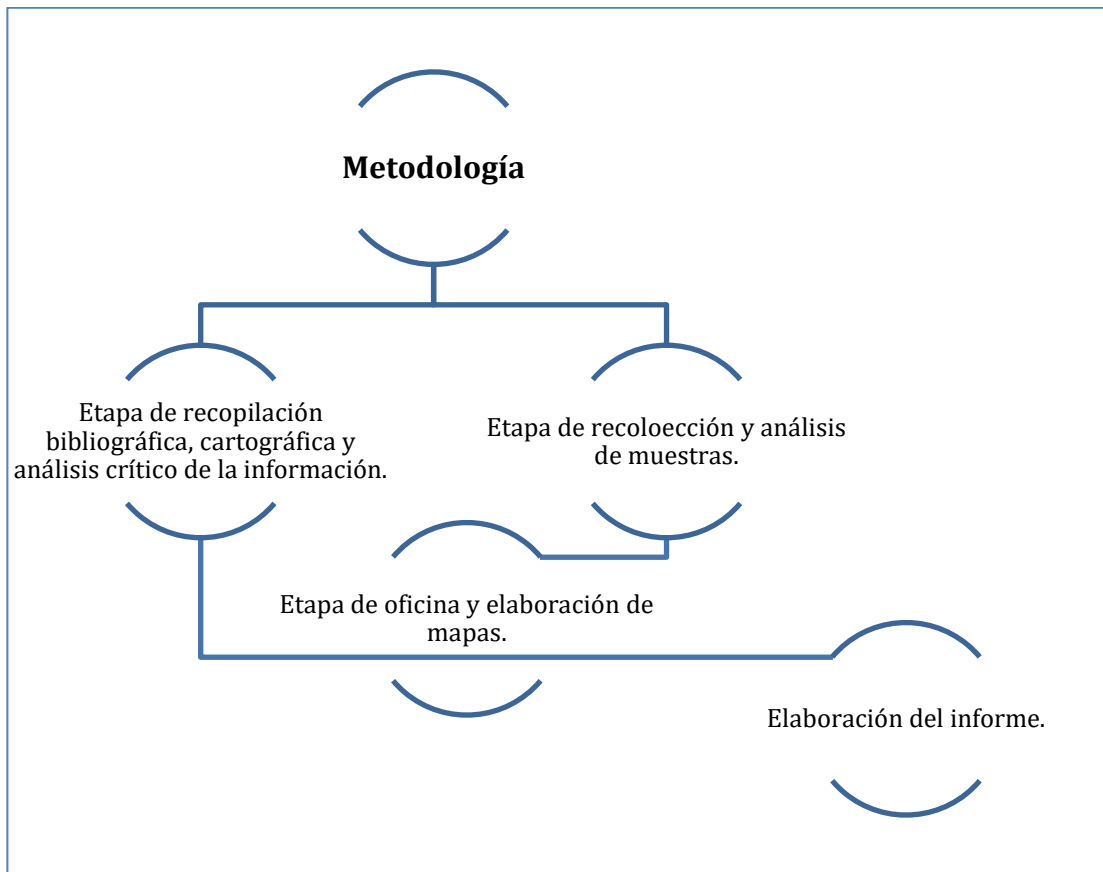 Metodología
Etapa de recopilación
bibliográfica, cartográfica y
análisis crítico de la información.
Etapa de recoloección y análisis
de muestras.
Etapa de oficina y elaboración de
mapas.
Elaboración del informe.